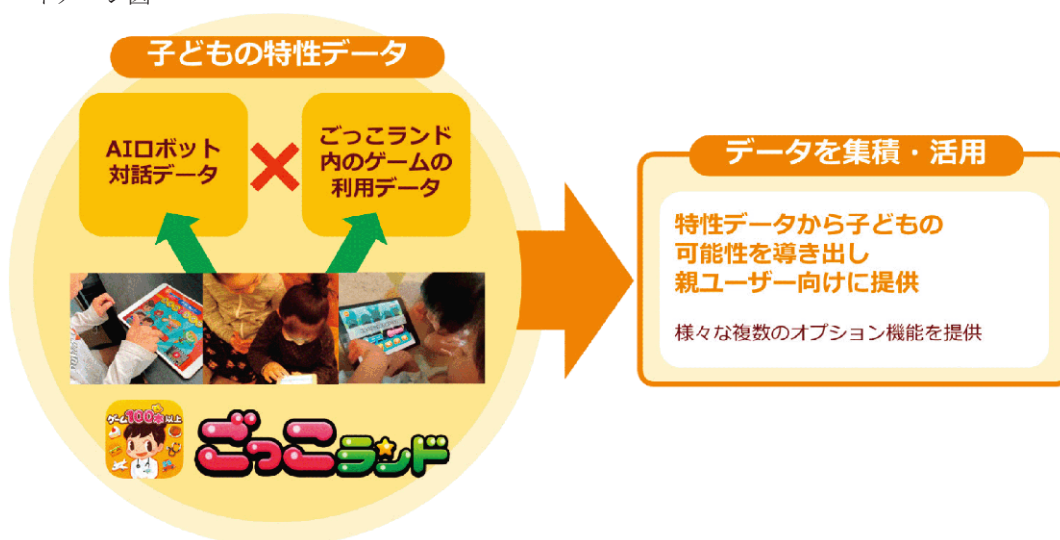 子どもの特性データ
AIロボット
対話データ
ごっこランド
内のゲームの
利用データ
ゲーム100本以上
ごっこランド
データを集積・活用
特性データから子どもの
可能性を導き出し
親ユーザー向けに提供
様々な複数のオプション機能を提供